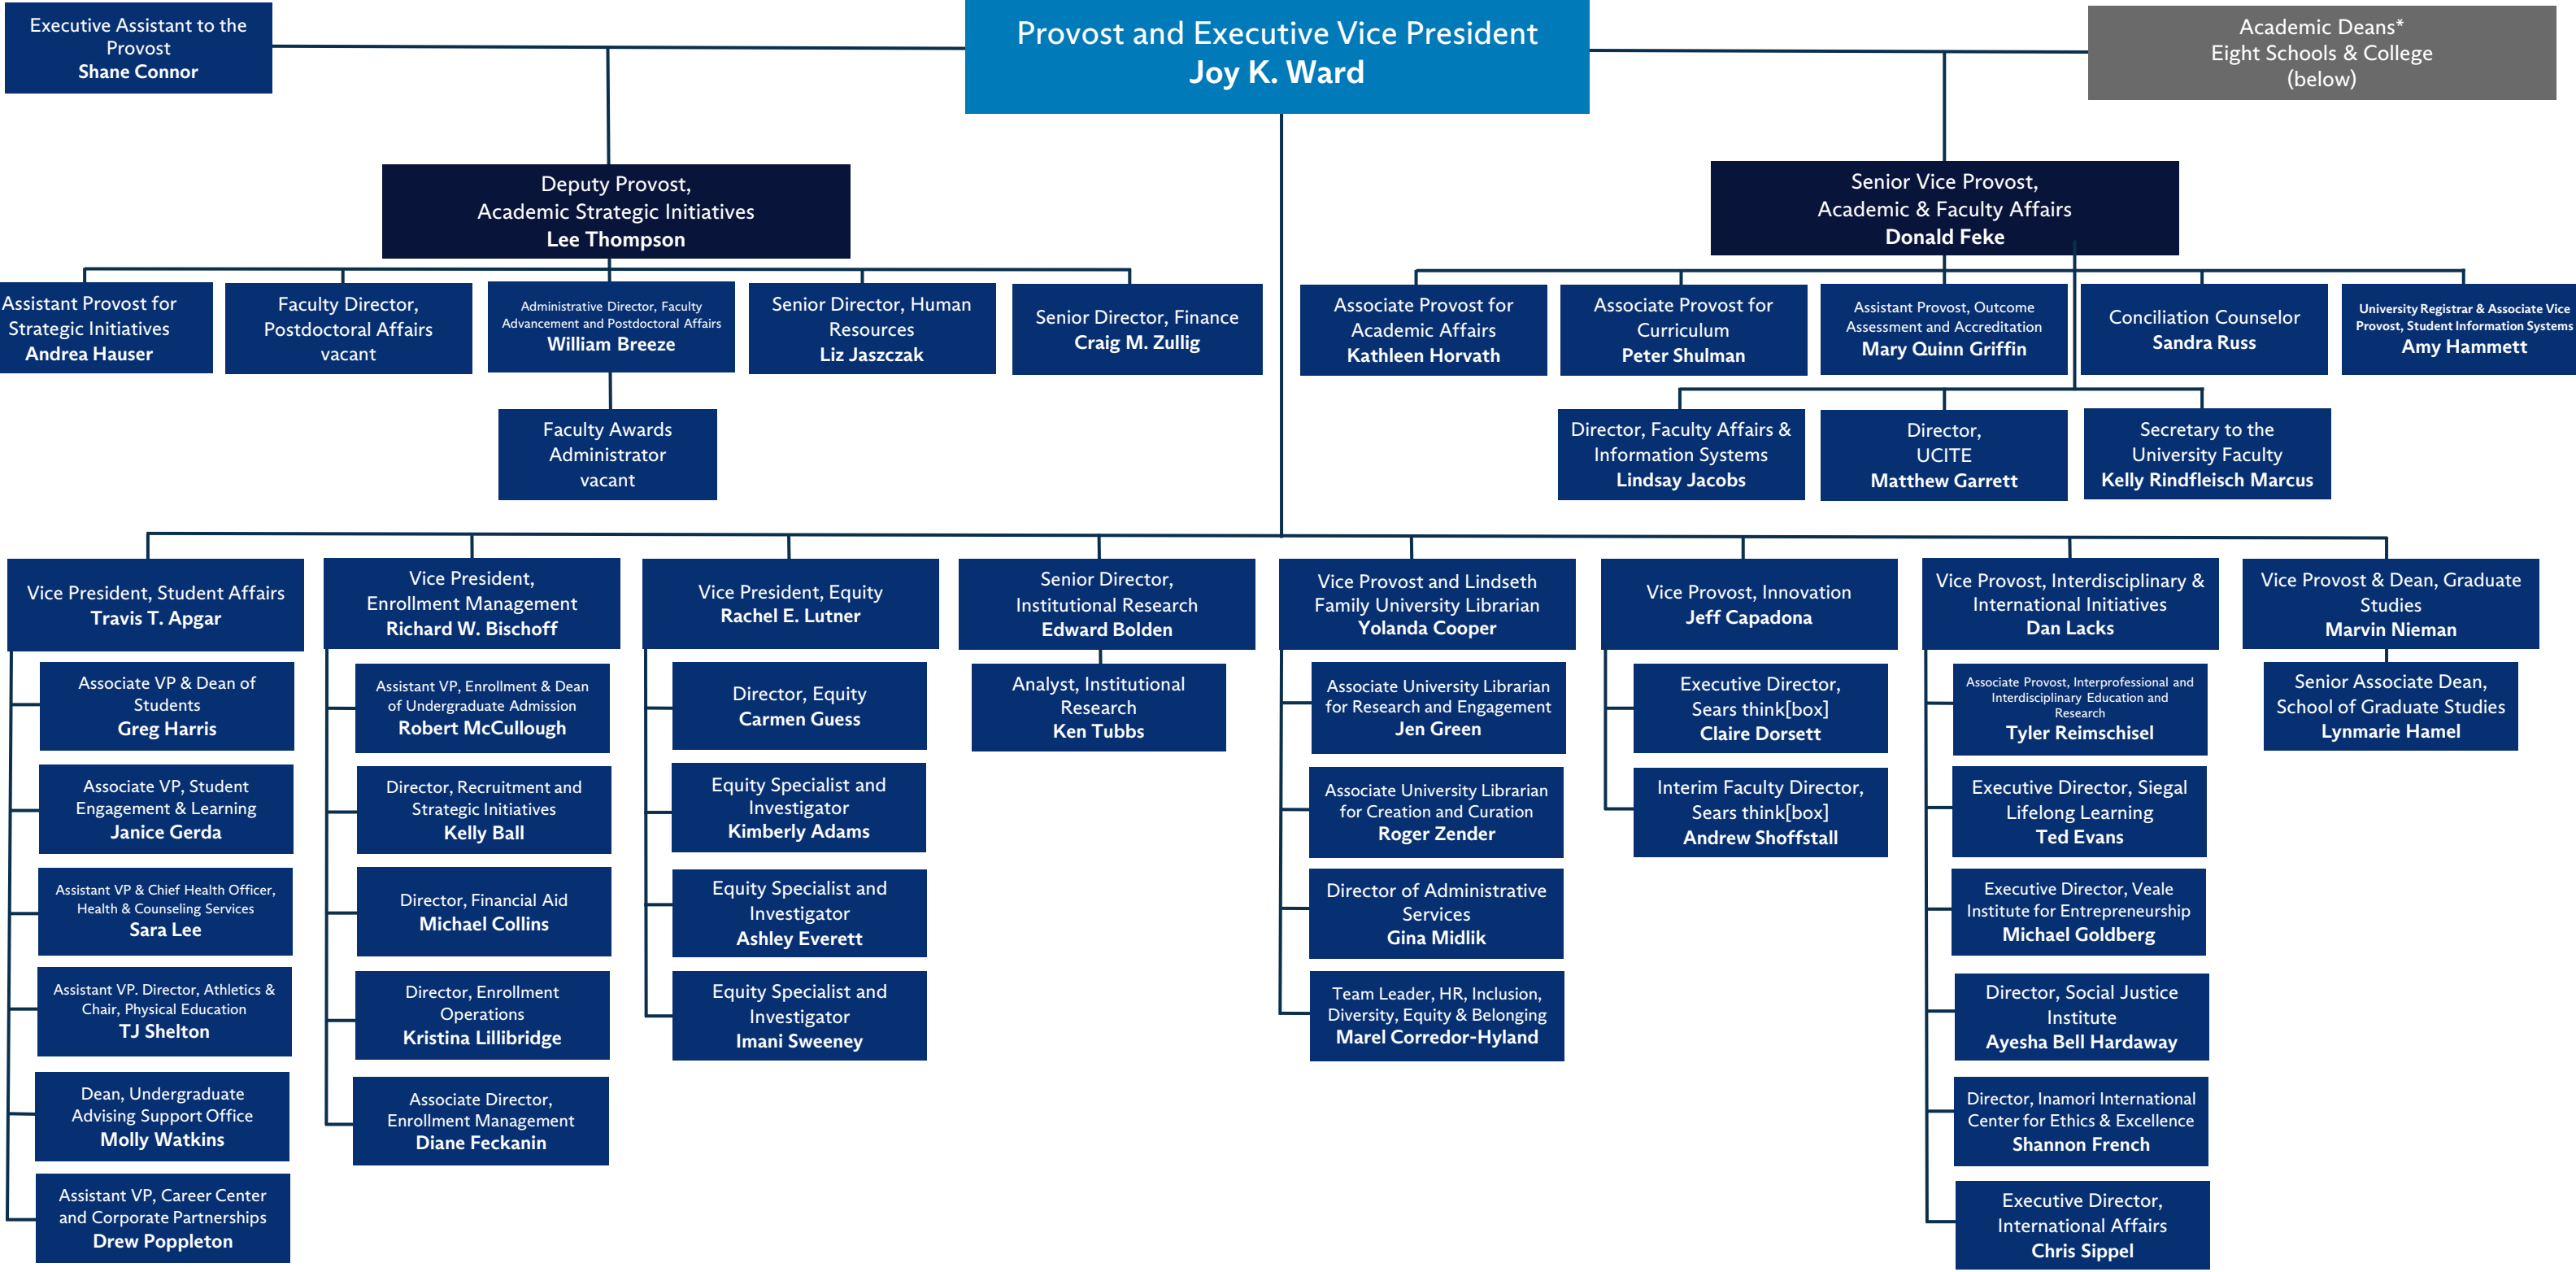 Executive Assistant to the
Provost
Shane Connor
Provost and Executive Vice President
Joy K. Ward
Academic Deans*
Eight Schools & College
(below)
Deputy Provost,
Academic Strategic Initiatives
Lee Thompson
Senior Vice Provost,
Academic & Faculty Affairs
Donald Feke
Assistant Provost for
Strategic Initiatives
Andrea Hauser
Faculty Director,
Postdoctoral Affairs
vacant
Administrative Director, Faculty
Advancement and Postdoctoral Affairs
William Breeze
Senior Director, Human
Resources
Liz Jaszczak
Senior Director, Finance
Craig M. Zullig
Associate Provost for
Academic Affairs
Kathleen Horvath
Associate Provost for
Curriculum
Peter Shulman
Assistant Provost, Outcome
Assessment and Accreditation
Mary Quinn Griffin
Conciliation Counselor
Sandra Russ
University Registrar & Associate Vice
Provost, Student Information Systems
Amy Hammett
Faculty Awards
Administrator
vacant
Director, Faculty Affairs &
Information Systems
Lindsay Jacobs
Director,
UCITE
Matthew Garrett
Secretary to the
University Faculty
Kelly Rindfleisch Marcus
Vice President, Student Affairs
Travis T. Apgar
Associate VP & Dean of
Students
Greg Harris
Associate VP, Student
Engagement & Learning
Janice Gerda
Assistant VP & Chief Health Officer,
Health & Counseling Services
Sara Lee
Assistant VP. Director, Athletics &
Chair, Physical Education
TJ Shelton
Dean, Undergraduate
Advising Support Office
Molly Watkins
Assistant VP, Career Center
and Corporate Partnerships
Drew Poppleton
Vice President,
Enrollment Management
Richard W. Bischoff
Assistant VP, Enrollment & Dean
of Undergraduate Admission
Robert McCullough
Director, Recruitment and
Strategic Initiatives
Kelly Ball
Director, Financial Aid
Michael Collins
Director, Enrollment
Operations
Kristina Lillibridge
Associate Director,
Enrollment Management
Diane Feckanin
Vice President, Equity
Rachel E. Lutner
Director, Equity
Carmen Guess
Equity Specialist and
Investigator
Kimberly Adams
Equity Specialist and
Investigator
Ashley Everett
Equity Specialist and
Investigator
Imani Sweeney
Senior Director,
Institutional Research
Edward Bolden
Analyst, Institutional
Research
Ken Tubbs
Vice Provost and Lindseth
Family University Librarian
Yolanda Cooper
Associate University Librarian
for Research and Engagement
Jen Green
Associate University Librarian
for Creation and Curation
Roger Zender
Director of Administrative
Services
Gina Midlik
Team Leader, HR, Inclusion,
Diversity, Equity & Belonging
Marel Corredor-Hyland
Vice Provost, Innovation
Jeff Capadona
Executive Director,
Sears think[box]
Claire Dorsett
Interim Faculty Director,
Sears think[box]
Andrew Shoffstall
Vice Provost, Interdisciplinary &
International Initiatives
Dan Lacks
Associate Provost, Interprofessional and
Interdisciplinary Education and
Research
Tyler Reimschisel
Executive Director, Siegal
Lifelong Learning
Ted Evans
Executive Director, Veale
Institute for Entrepreneurship
Michael Goldberg
Director, Social Justice
Institute
Ayesha Bell Hardaway
Director, Inamori International
Center for Ethics & Excellence
Shannon French
Executive Director,
International Affairs
Chris Sippel
Vice Provost & Dean, Graduate
Studies
Marvin Nieman
Senior Associate Dean,
School of Graduate Studies
Lynmarie Hamel